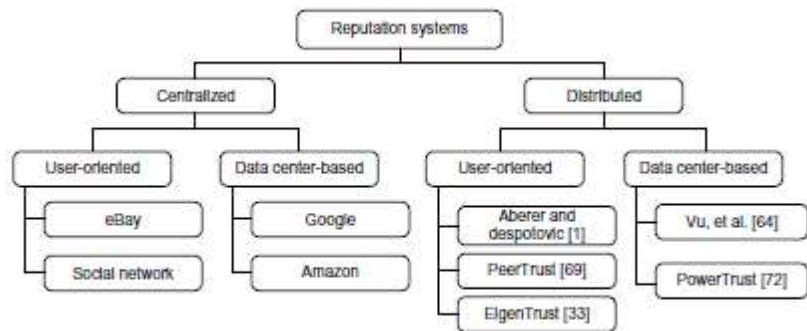 Reputation systems
Centralized
Distributed
User-oriented
Data center-based
User-oriented
Data center-based
eBay
Google
Aberer and
despotovic [1]
Vu, et al. [64]
Social network
Amazon
PeerTrust [69]
PowerTrust [72]
EIgenTrust [33]